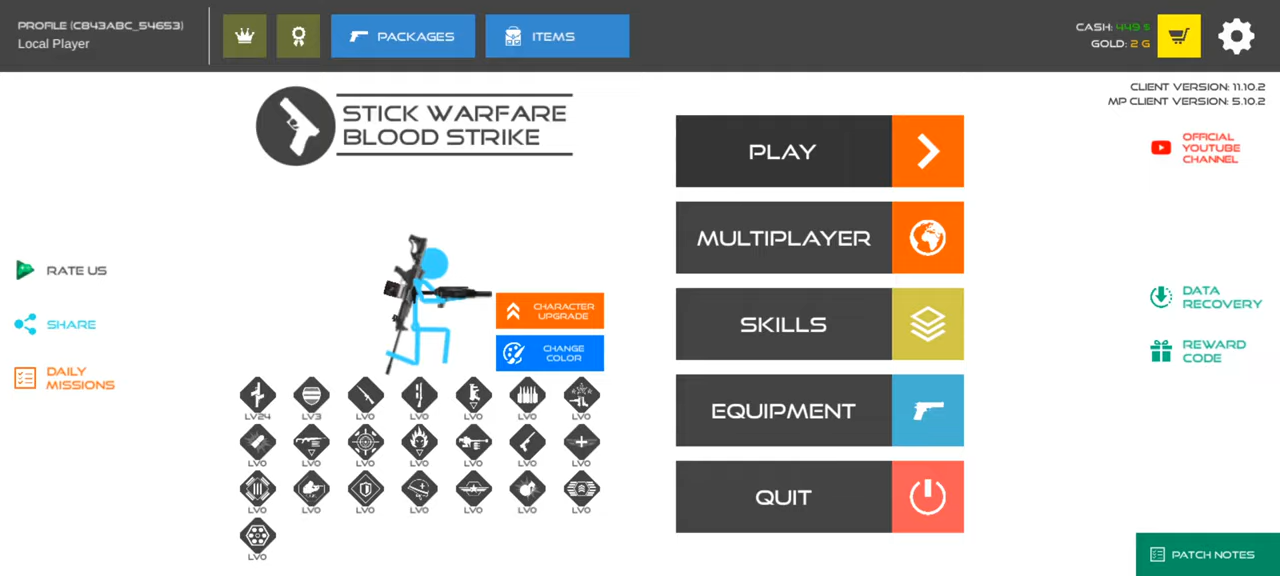 PROFILE (C843ABC_54653)
Local Player
PACKAGES
ITEMS
CASH: 449 $
GOLD: 2 G
CLIENT VERSION: 11.10.2
MP CLIENT VERSION: 5.10.2
STICK WARFARE
BLOOD STRIKE
PLAY
MULTIPLAYER
SKILLS
EQUIPMENT
QUIT
OFFICIAL
YOUTUBE
CHANNEL
RATE US
SHARE
DAILY
MISSIONS
CHARACTER
UPGRADE
CHANGE
COLOR
DATA
RECOVERY
REWARD
CODE
LV24 LV3 LV0 LV0 LV0 LV0 LV0
LV0 LV0 LV0 LV0 LV0 LV0 LV0
LV0 LV0 LV0 LV0 LV0 LV0 LV0
LV0
PATCH NOTES